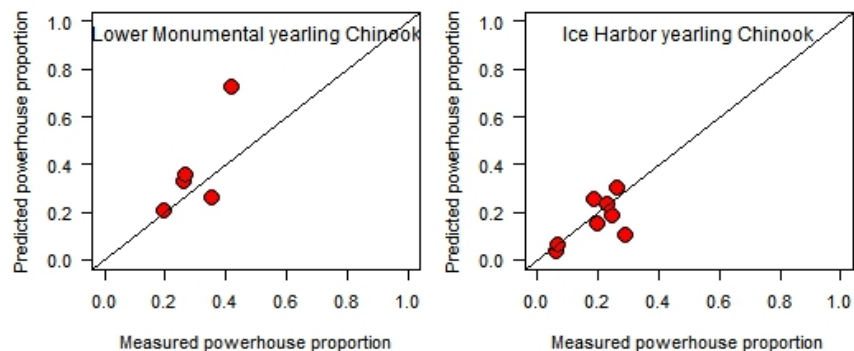 Lower Monumental yearling Chinook
Predicted powerhouse proportion
1.0
0.8
0.6
0.4
0.2
0.0
0.0 0.2 0.4 0.6 0.8 1.0
Measured powerhouse proportion
Ice Harbor yearling Chinook
Predicted powerhouse proportion
1.0
0.8
0.6
0.4
0.2
0.0
0.0 0.2 0.4 0.6 0.8 1.0
Measured powerhouse proportion